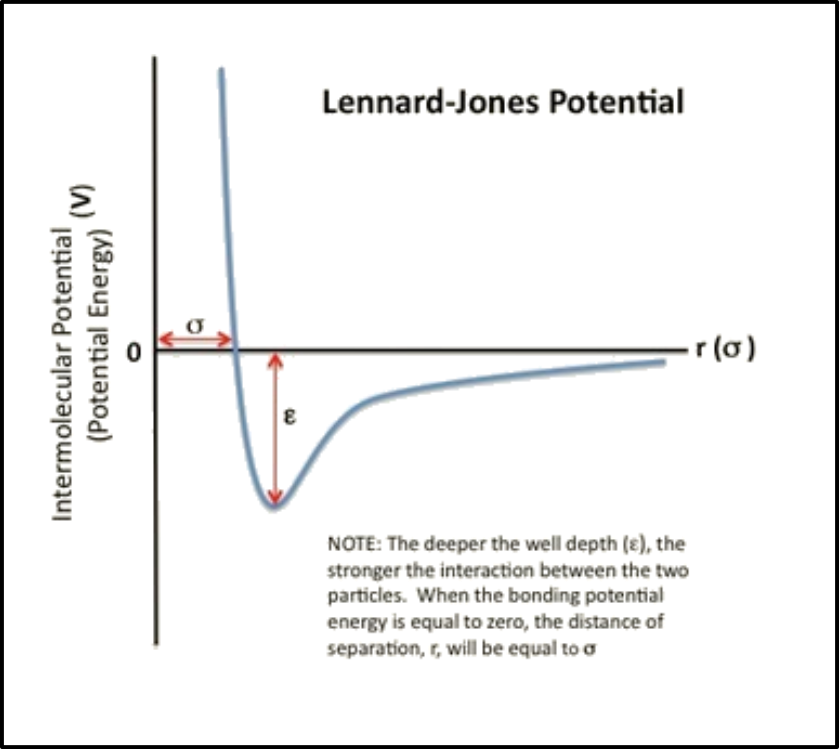 Lennard-Jones Potential
Intermolecular Potential (V)
(Potential Energy)
σ
0
r (σ)
ε
NOTE: The deeper the well depth (ε), the
stronger the interaction between the two
particles. When the bonding potential
energy is equal to zero, the distance of
separation, r, will be equal to σ